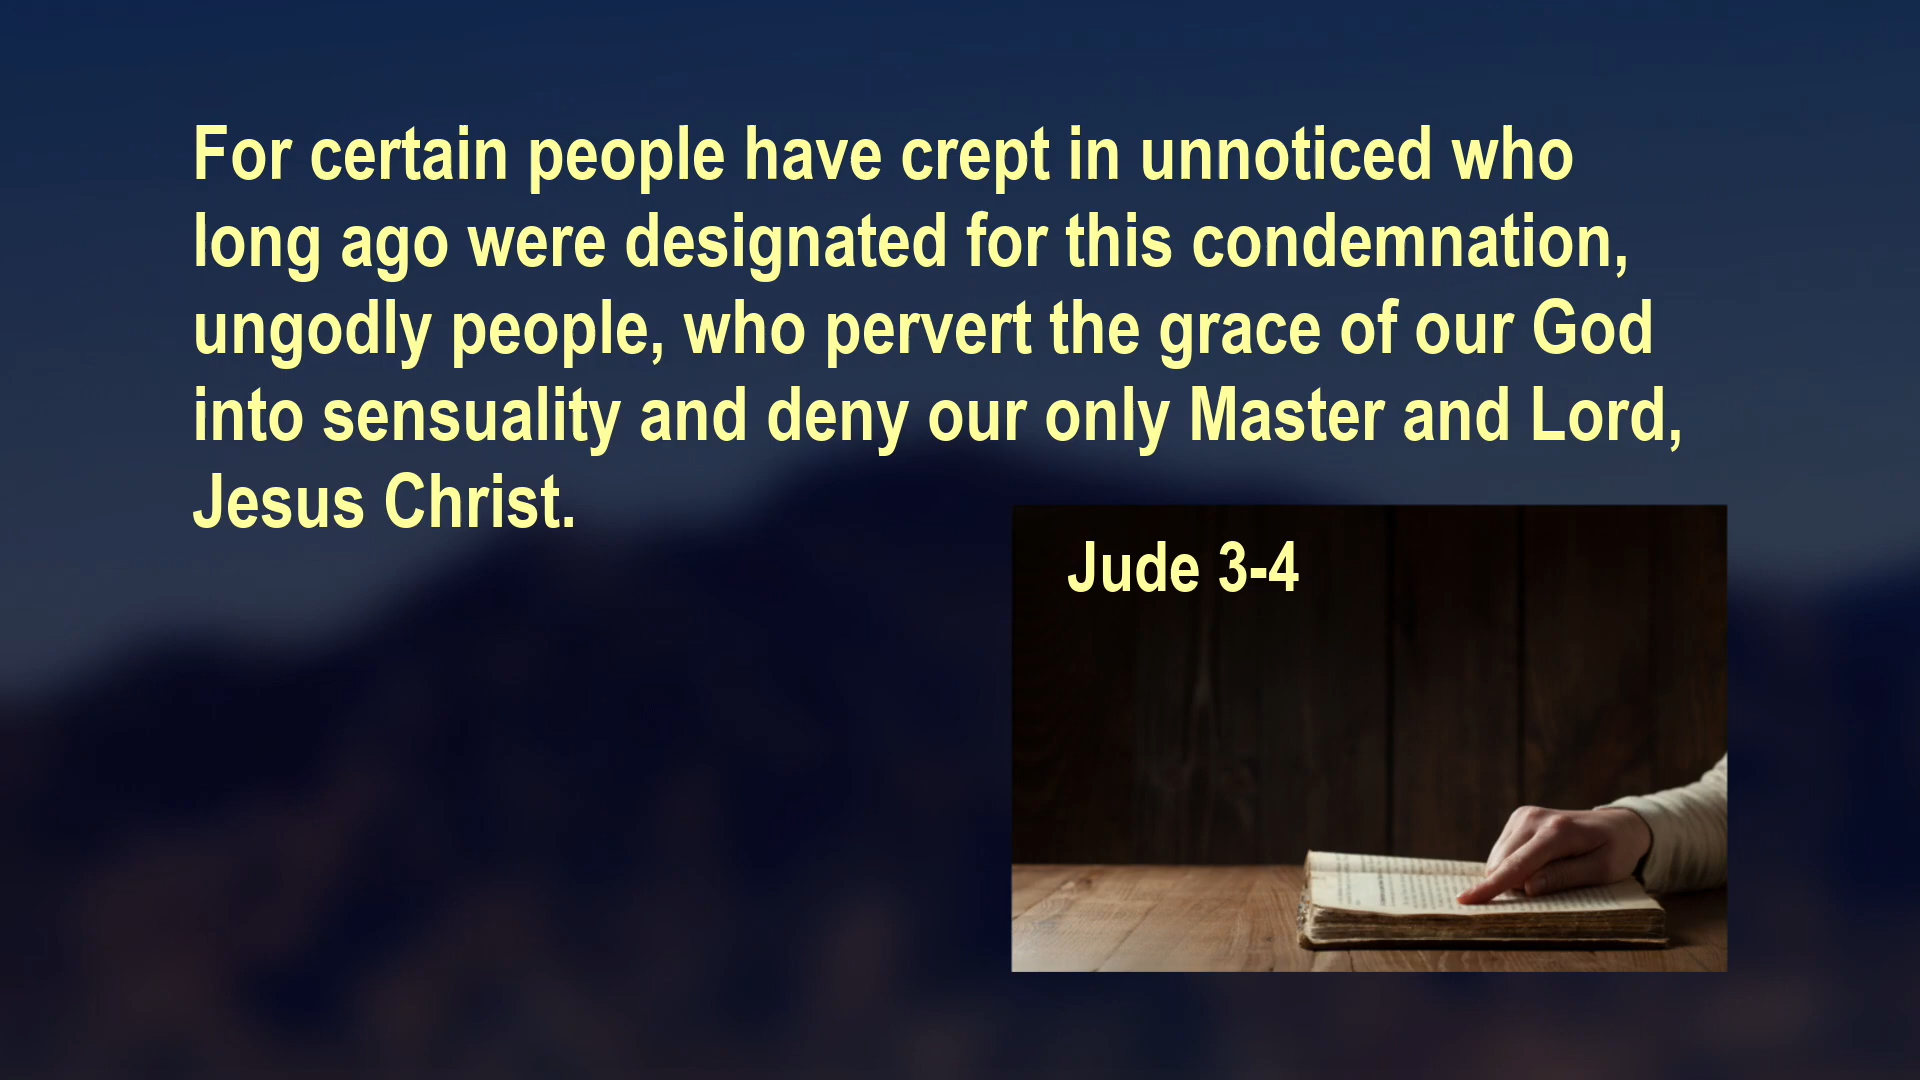 For certain people have crept in unnoticed who
long ago were designated for this condemnation,
ungodly people, who pervert the grace of our God
into sensuality and deny our only Master and Lord,
Jesus Christ.
Jude 3-4